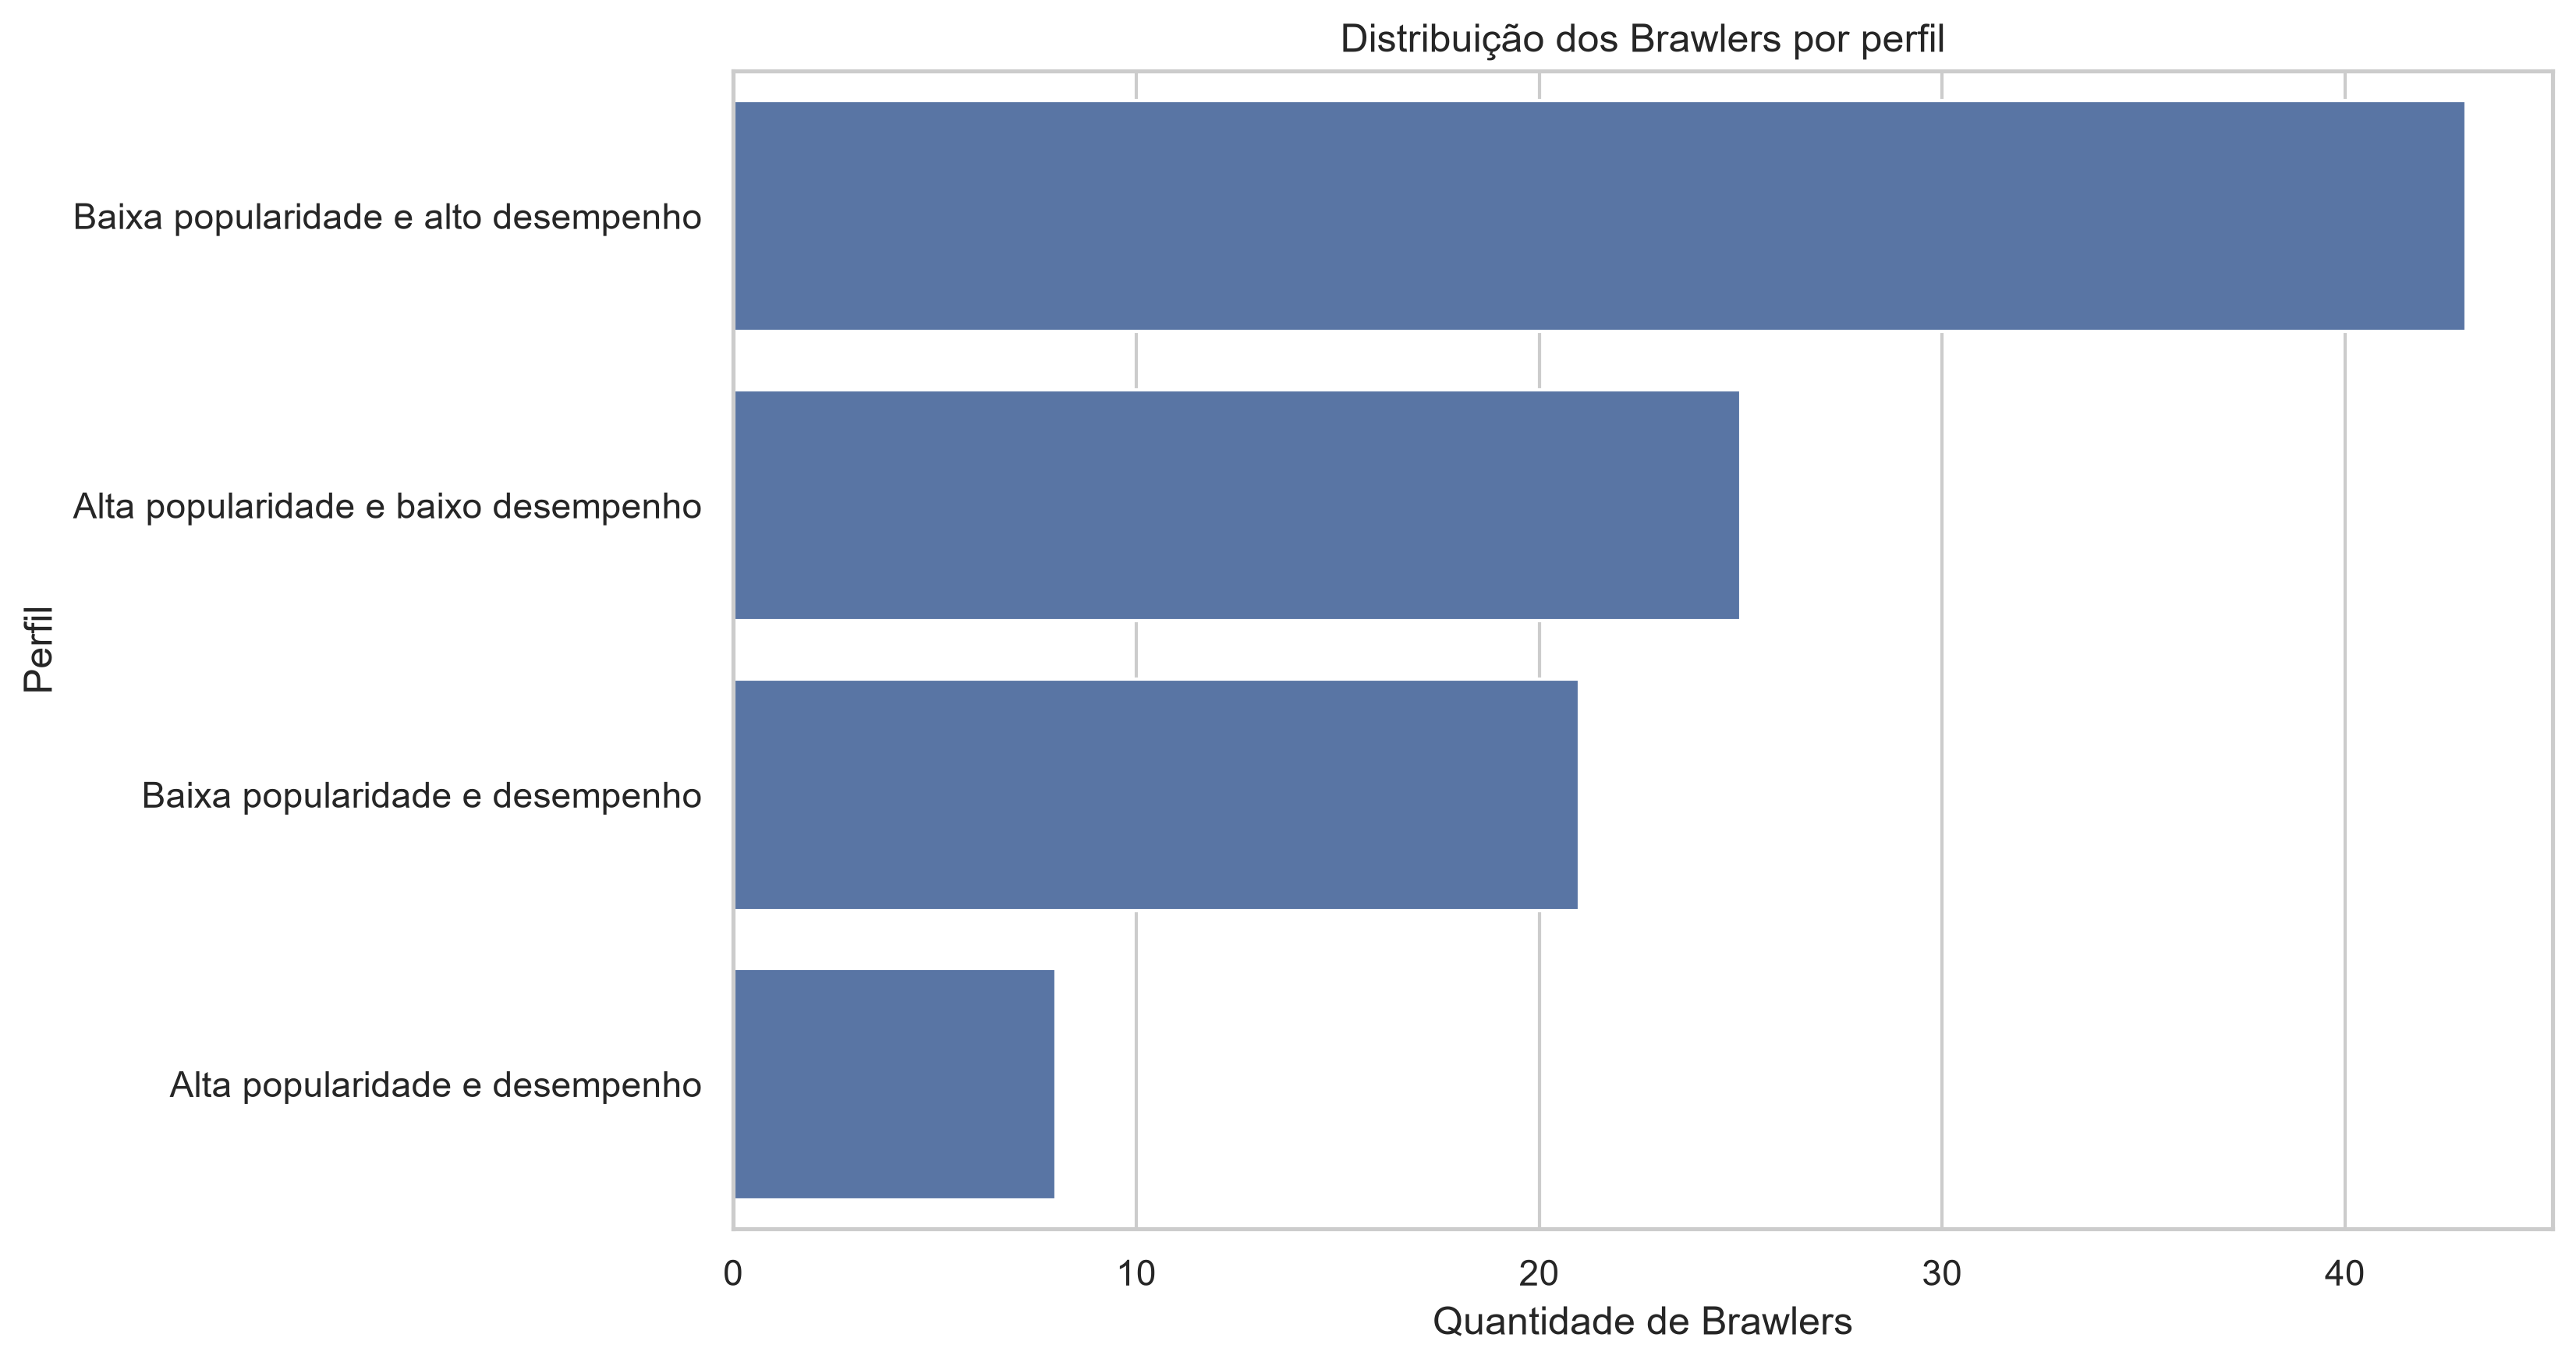 Distribuição dos Brawlers por perfil
Perfil
Baixa popularidade e alto desempenho
Alta popularidade e baixo desempenho
Baixa popularidade e desempenho
Alta popularidade e desempenho
0 10 20 30 40
Quantidade de Brawlers